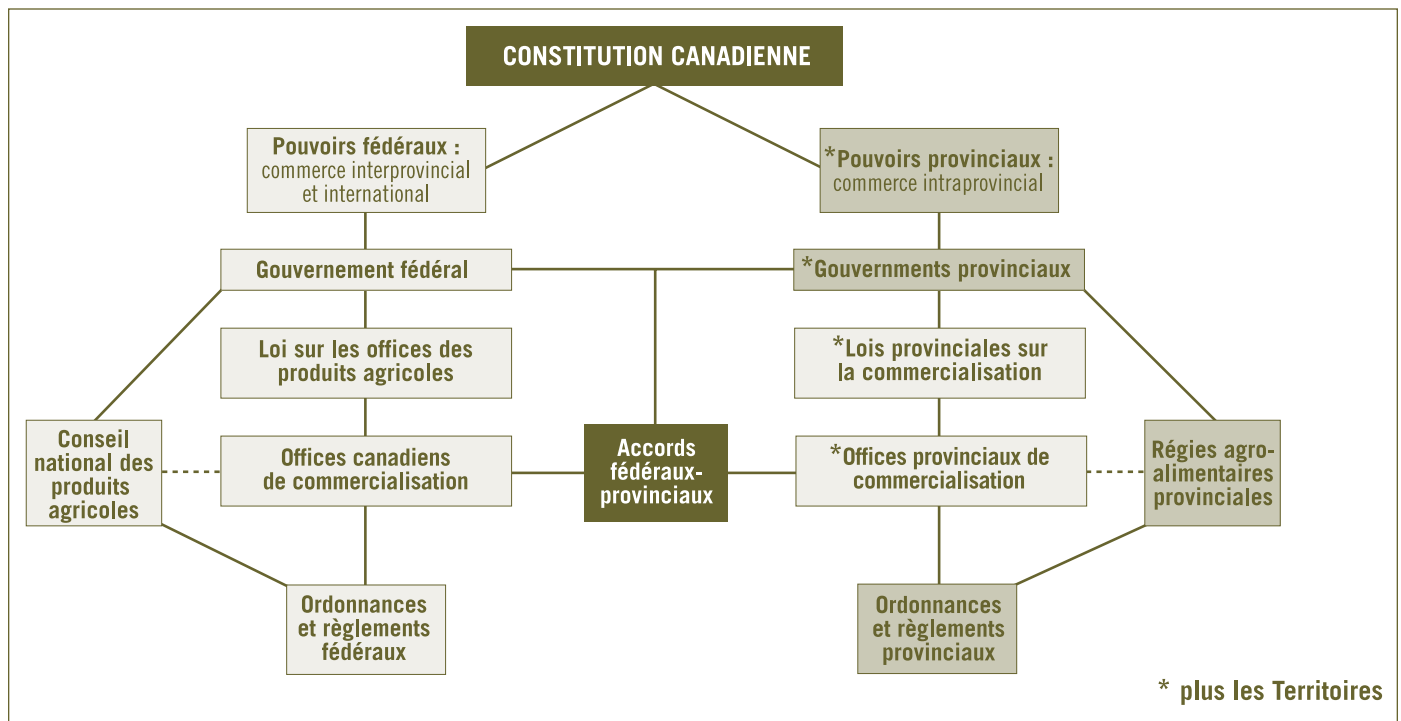 CONSTITUTION CANADIENNE
Pouvoirs fédéraux :
commerce interprovincial
et international
*Pouvoirs provinciaux :
commerce intraprovincial
Gouvernement fédéral
*Gouvernments provinciaux
Loi sur les offices des
produits agricoles
*Lois provinciales sur
la commercialisation
Conseil
national des
produits
agricoles
Offices canadiens
de commercialisation
Accords
fédéraux-
provinciaux
*Offices provinciaux de
commercialisation
Régies agro-
alimentaires
provinciales
Ordonnances
et règlements
fédéraux
Ordonnances
et règlements
provinciaux
* plus les Territoires